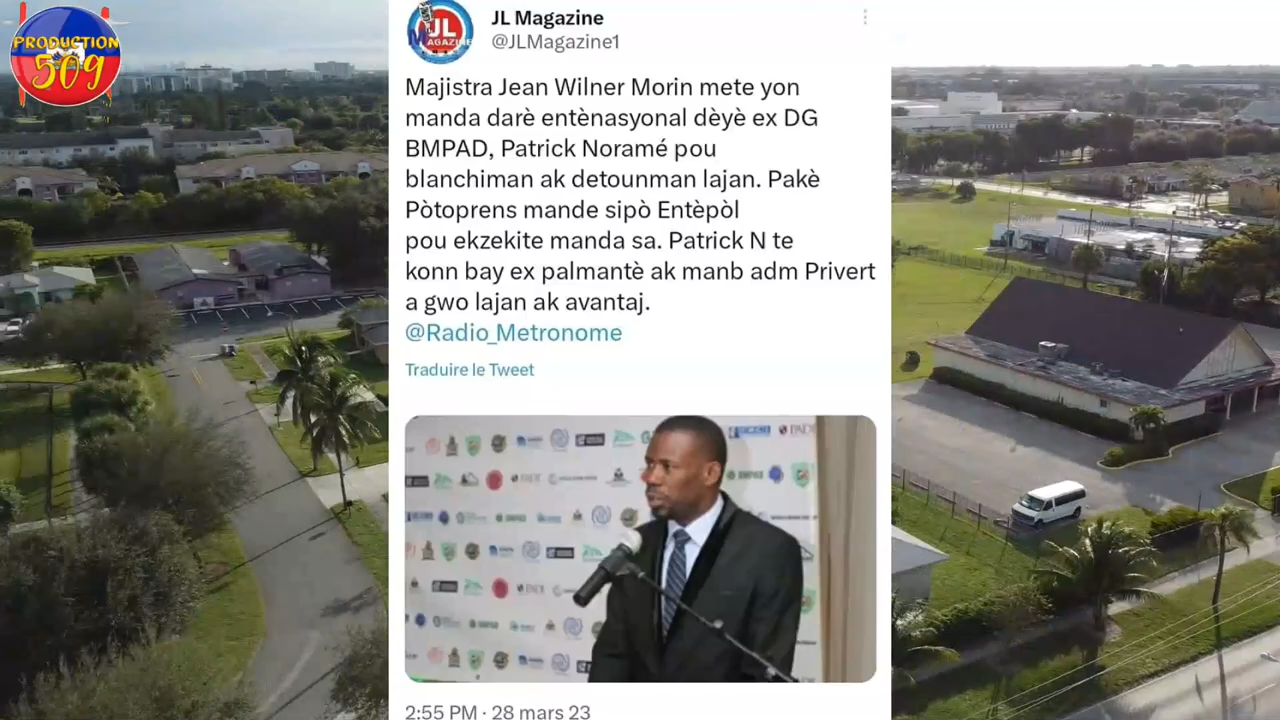 PRODUCTION
509
JL
MAGAZINE
JL Magazine
@JLMagazine1
Majistra Jean Wilner Morin mete yon
manda darè entènasyonal dèyè ex DG
BMPAD, Patrick Noramé pou
blanchiman ak detounman lajan. Pakè
Pòtoprens mande sipò Entèpòl
pou ekzekite manda sa. Patrick N te
konn bay ex palmantè ak manb adm Privert
a gwo lajan ak avantaj.
@Radio_Metronome
Traduire le Tweet
2:55 PM · 28 mars 23